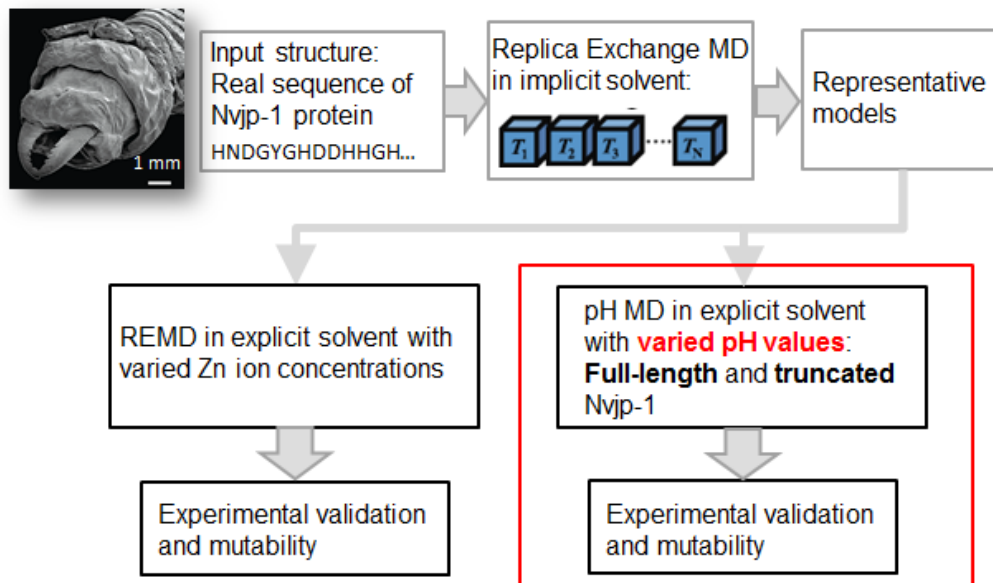 1 mm
Input structure:
Real sequence of
Nvjp-1 protein
HNDGYGHDDHHGH...
Replica Exchange MD
in implicit solvent:
T1 T2 T3 .... TN
Representative
models
REMD in explicit solvent with
varied Zn ion concentrations
Experimental validation
and mutability
pH MD in explicit solvent
with varied pH values:
Full-length and truncated
Nvjp-1
Experimental validation
and mutability